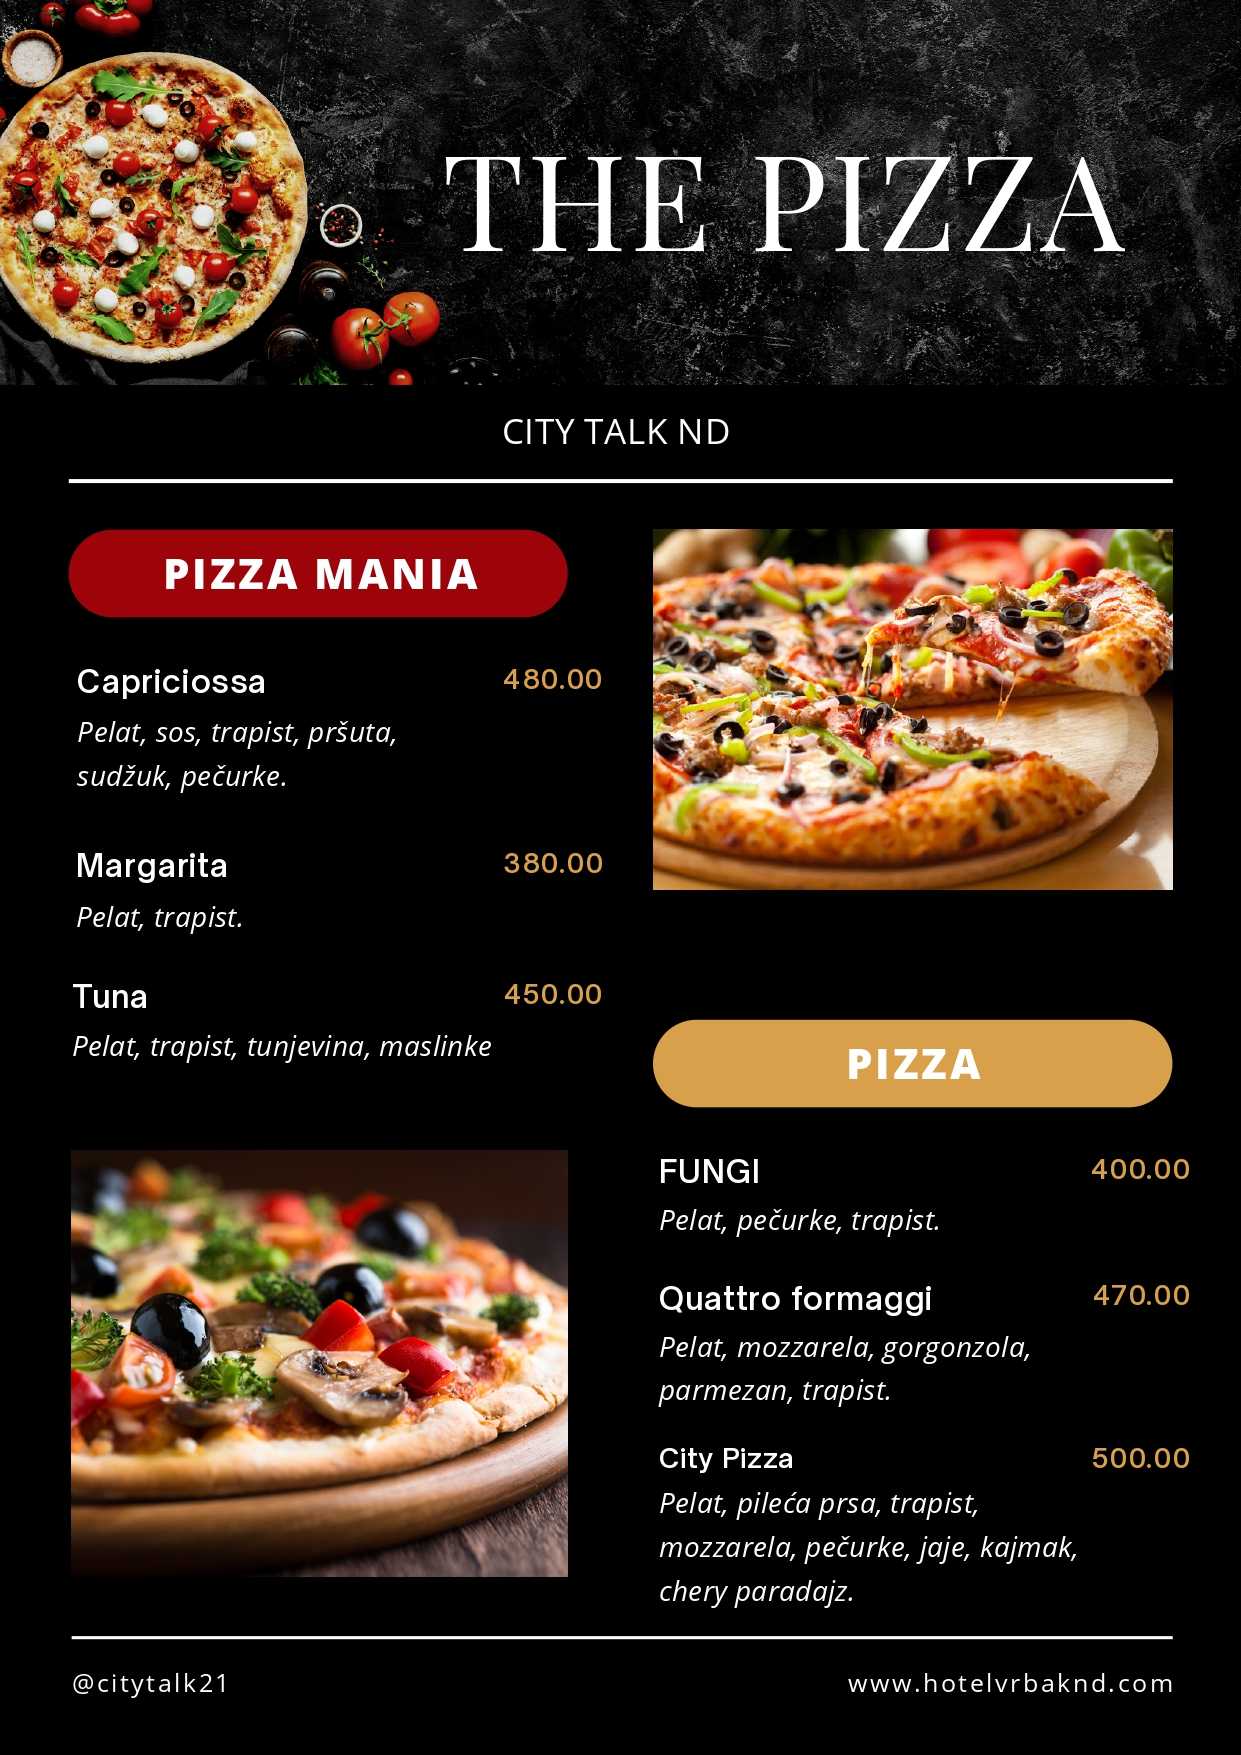 THE PIZZA
CITY TALK ND
PIZZA MANIA
Capriciossa 480.00
Pelat, sos, trapist, pršuta,
sudžuk, pečurke.
Margarita 380.00
Pelat, trapist.
Tuna 450.00
Pelat, trapist, tunjevina, maslinke
PIZZA
FUNGI 400.00
Pelat, pečurke, trapist.
Quattro formaggi 470.00
Pelat, mozzarela, gorgonzola,
parmezan, trapist.
City Pizza 500.00
Pelat, pileća prsa, trapist,
mozzarela, pečurke, jaje, kajmak,
chery paradajz.
@citytalk21
www.hotelvrbaknd.com